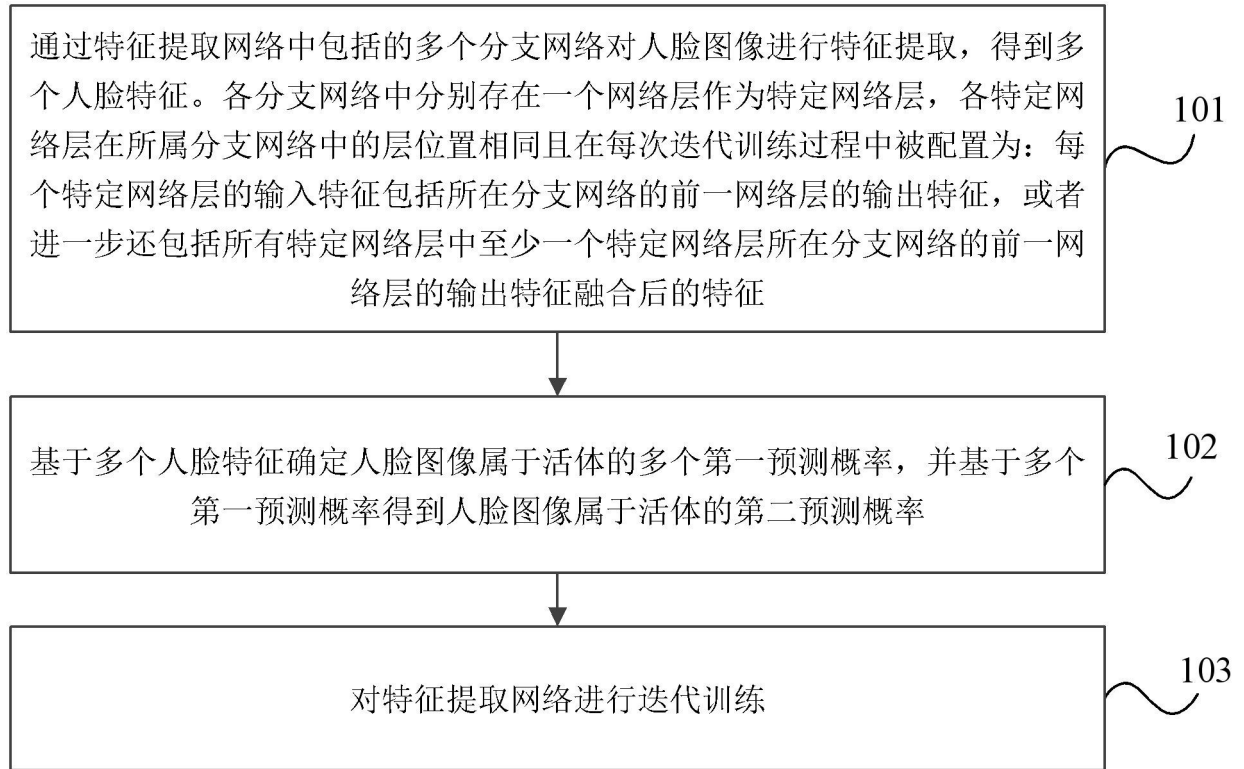 通过特征提取网络中包括的多个分支网络对人脸图像进行特征提取，得到多
个人脸特征。各分支网络中分别存在一个网络层作为特定网络层，各特定网
络层在所属分支网络中的层位置相同且在每次迭代训练过程中被配置为：每
个特定网络层的输入特征包括所在分支网络的前一网络层的输出特征，或者
进一步还包括所有特定网络层中至少一个特定网络层所在分支网络的前一网
络层的输出特征融合后的特征
101
基于多个人脸特征确定人脸图像属于活体的多个第一预测概率，并基于多个
第一预测概率得到人脸图像属于活体的第二预测概率
102
对特征提取网络进行迭代训练
103